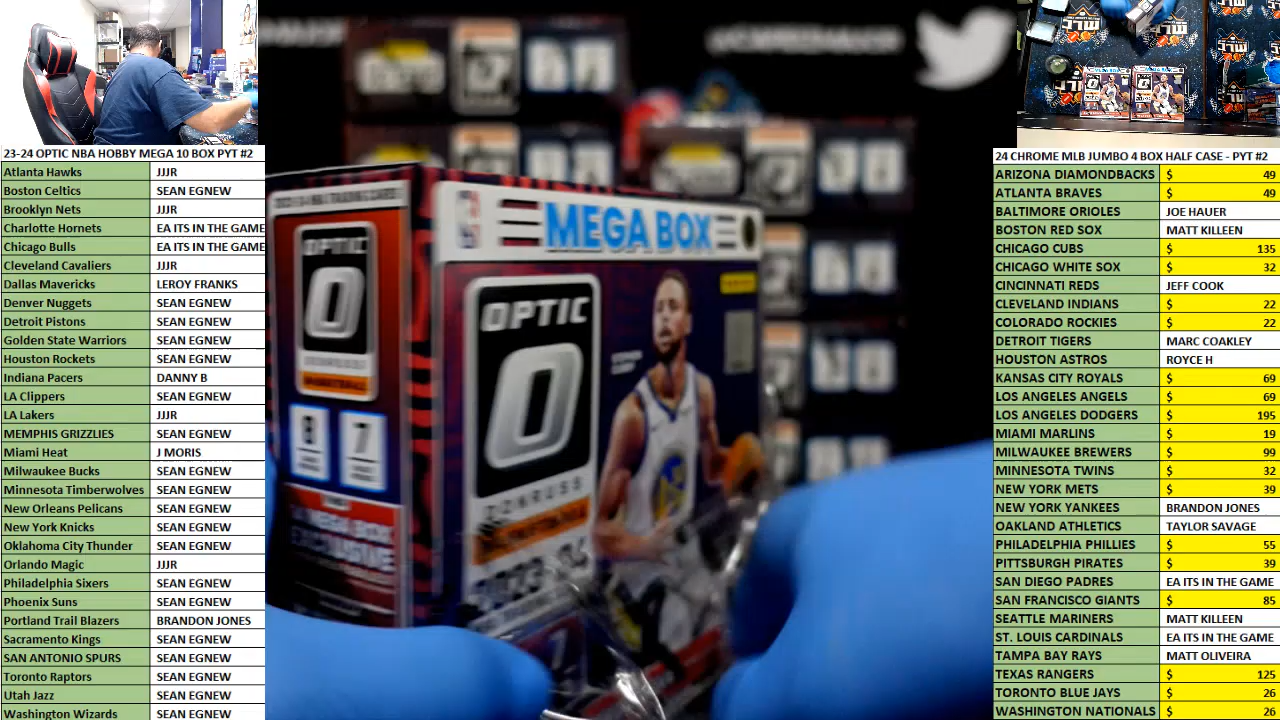 23-24 OPTIC NBA HOBBY MEGA 10 BOX PYT #2
Atlanta Hawks JJJR
Boston Celtics SEAN EGNEW
Brooklyn Nets JJJR
Charlotte Hornets EA ITS IN THE GAME
Chicago Bulls EA ITS IN THE GAME
Cleveland Cavaliers JJJR
Dallas Mavericks LEROY FRANKS
Denver Nuggets SEAN EGNEW
Detroit Pistons SEAN EGNEW
Golden State Warriors SEAN EGNEW
Houston Rockets SEAN EGNEW
Indiana Pacers DANNY B
LA Clippers SEAN EGNEW
LA Lakers JJJR
MEMPHIS GRIZZLIES SEAN EGNEW
Miami Heat J MORIS
Milwaukee Bucks SEAN EGNEW
Minnesota Timberwolves SEAN EGNEW
New Orleans Pelicans SEAN EGNEW
New York Knicks SEAN EGNEW
Oklahoma City Thunder SEAN EGNEW
Orlando Magic JJJR
Philadelphia Sixers SEAN EGNEW
Phoenix Suns SEAN EGNEW
Portland Trail Blazers BRANDON JONES
Sacramento Kings SEAN EGNEW
SAN ANTONIO SPURS SEAN EGNEW
Toronto Raptors SEAN EGNEW
Utah Jazz SEAN EGNEW
Washington Wizards SEAN EGNEW
OPTIC
8 7
MEGA BOX
EXCLUSIVE
MEGA BOX
OPTIC
DONRUSS
BASKETBALL
2023-24
24 CHROME MLB JUMBO 4 BOX HALF CASE - PYT #2
ARIZONA DIAMONDBACKS $ 49
ATLANTA BRAVES $ 49
BALTIMORE ORIOLES JOE HAUER
BOSTON RED SOX MATT KILLEEN
CHICAGO CUBS $ 135
CHICAGO WHITE SOX $ 32
CINCINNATI REDS JEFF COOK
CLEVELAND INDIANS $ 22
COLORADO ROCKIES $ 22
DETROIT TIGERS MARC COAKLEY
HOUSTON ASTROS ROYCE H
KANSAS CITY ROYALS $ 69
LOS ANGELES ANGELS $ 69
LOS ANGELES DODGERS $ 195
MIAMI MARLINS $ 19
MILWAUKEE BREWERS $ 99
MINNESOTA TWINS $ 32
NEW YORK METS $ 39
NEW YORK YANKEES BRANDON JONES
OAKLAND ATHLETICS TAYLOR SAVAGE
PHILADELPHIA PHILLIES $ 55
PITTSBURGH PIRATES $ 39
SAN DIEGO PADRES EA ITS IN THE GAME
SAN FRANCISCO GIANTS $ 85
SEATTLE MARINERS MATT KILLEEN
ST. LOUIS CARDINALS EA ITS IN THE GAME
TAMPA BAY RAYS MATT OLIVEIRA
TEXAS RANGERS $ 125
TORONTO BLUE JAYS $ 26
WASHINGTON NATIONALS $ 26